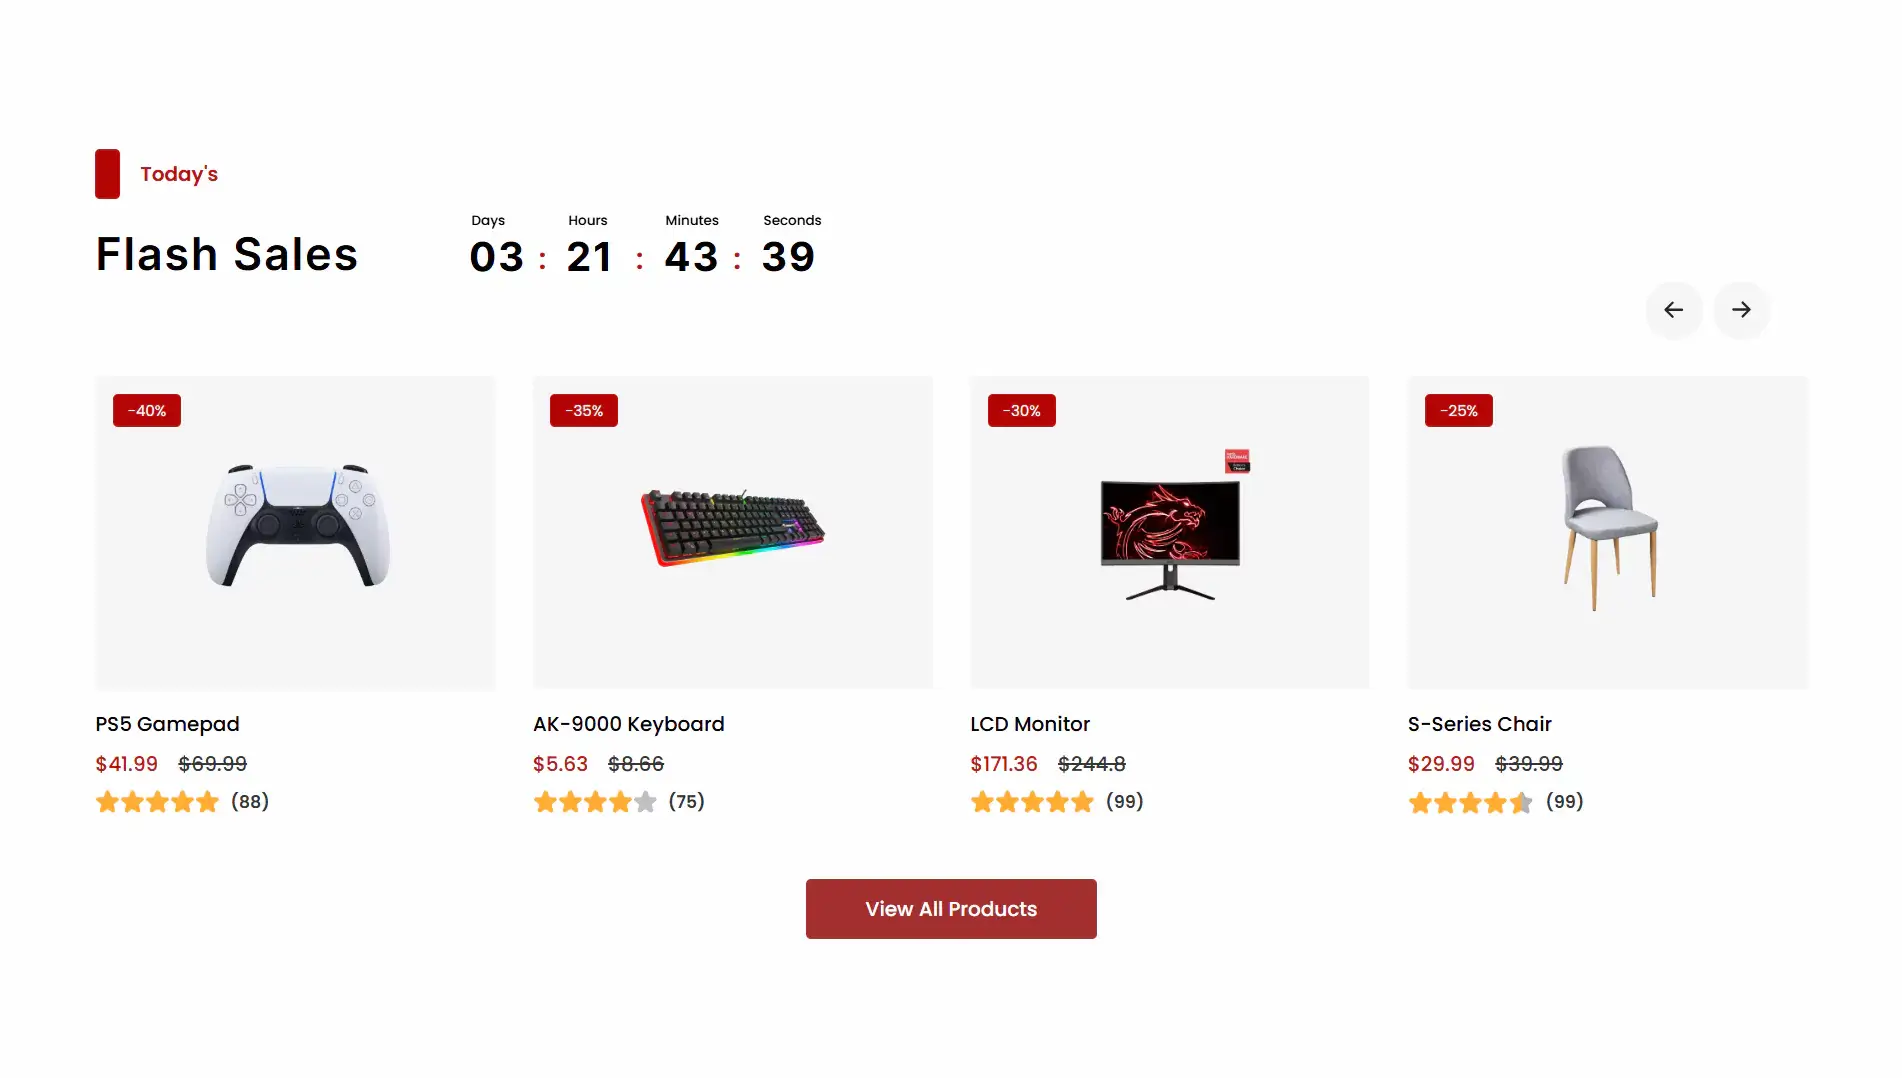 Today's
Days Hours Minutes Seconds
Flash Sales 03 : 21 : 43 : 39
-40%
-35%
-30%
-25%
PS5 Gamepad
$41.99 $69.99
(88)
AK-9000 Keyboard
$5.63 $8.66
(75)
LCD Monitor
$171.36 $244.8
(99)
S-Series Chair
$29.99 $39.99
(99)
View All Products